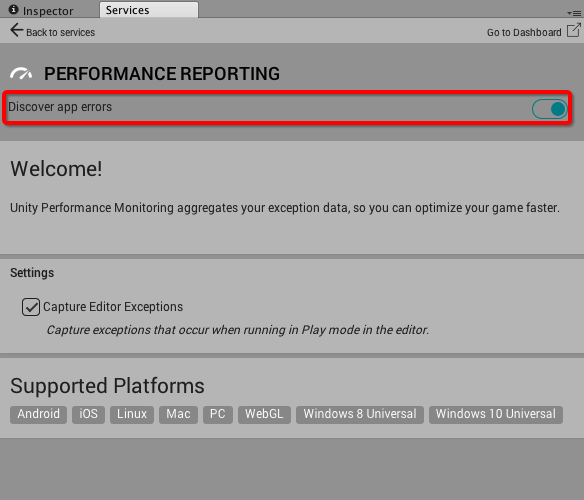 Inspector Services
Back to services Go to Dashboard
PERFORMANCE REPORTING
Discover app errors
Welcome!
Unity Performance Monitoring aggregates your exception data, so you can optimize your game faster.
Settings
Capture Editor Exceptions
Capture exceptions that occur when running in Play mode in the editor.
Supported Platforms
Android iOS Linux Mac PC WebGL Windows 8 Universal Windows 10 Universal